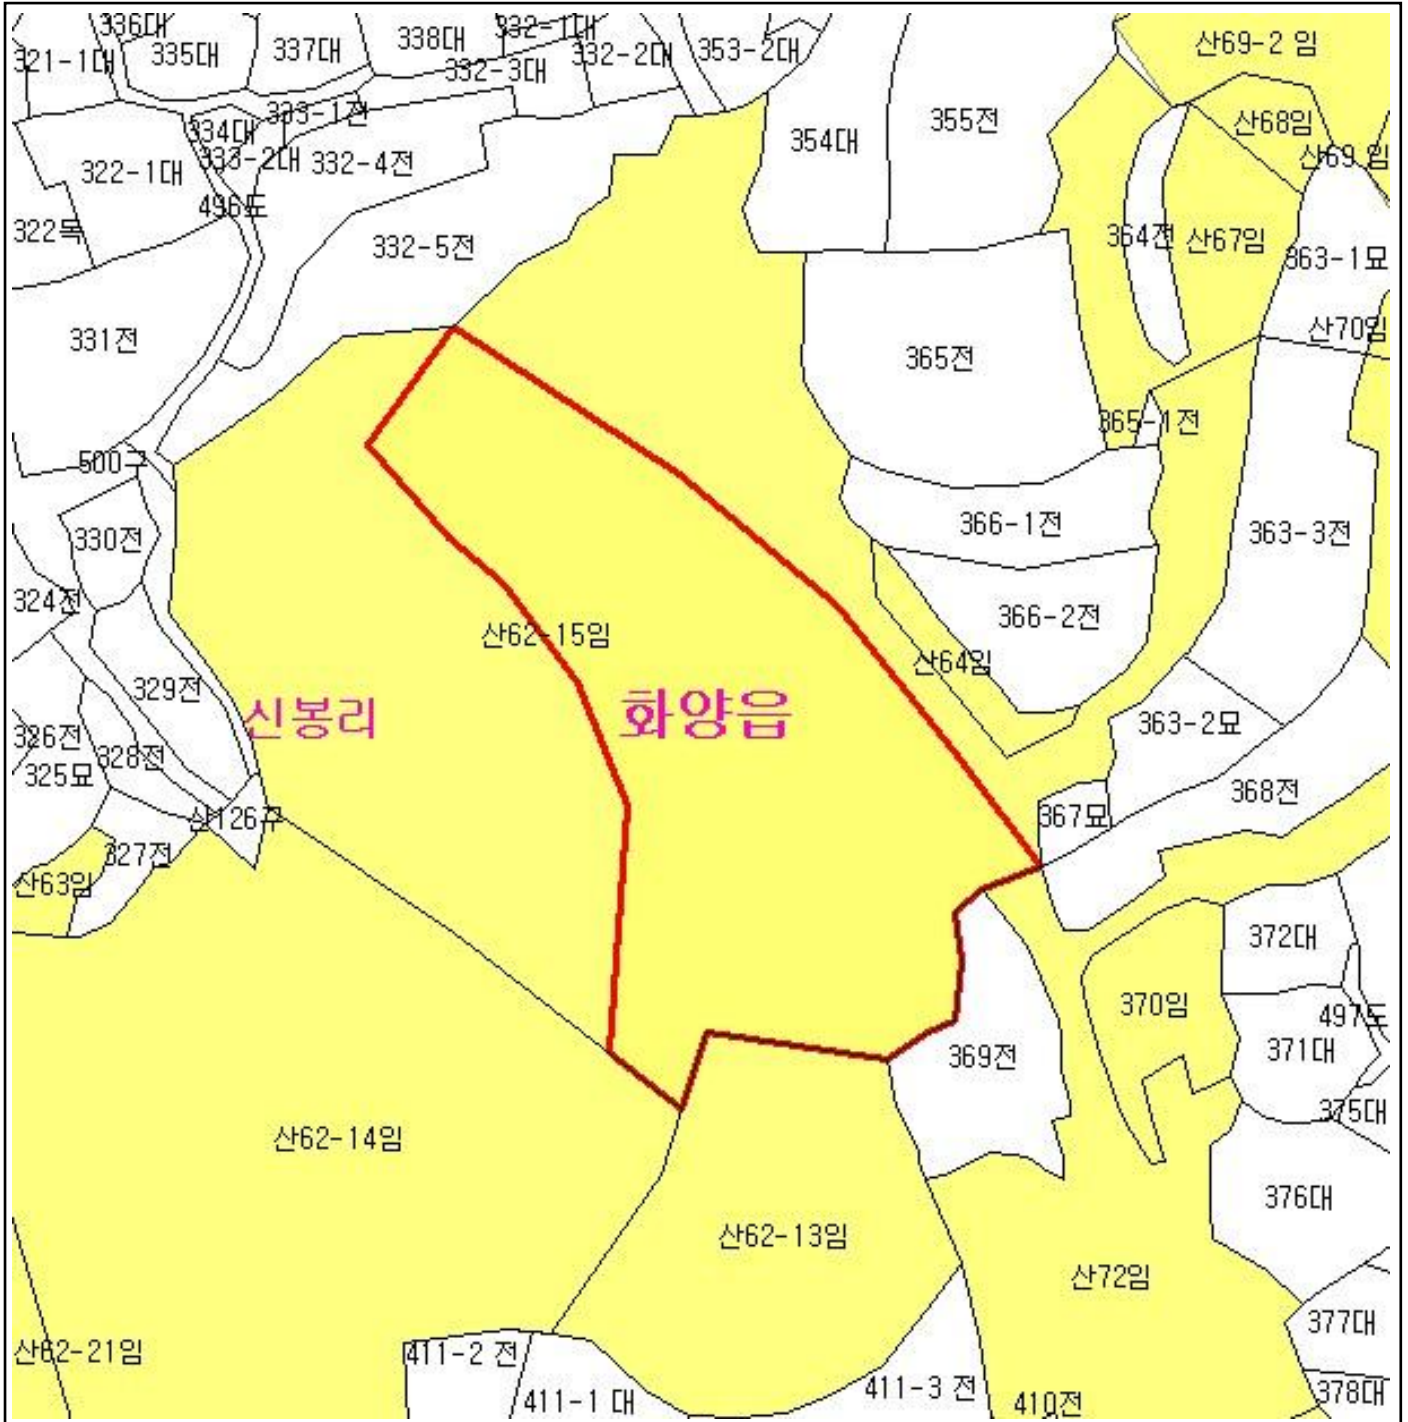 336대
332-1대
산69-2 임
335대
337대
338대
332-2대
353-2대
321-1대
332-3대
333-1전
355전
산68임
334대
354대
333-2대
332-4전
산69 임
322-1대
496도
322목
332-5전
364전
산67임
363-1묘
331전
산70임
365전
365-1전
500구
366-1전
363-3전
330전
324전
366-2전
산62-15임
산64임
329전
신봉리
화양읍
363-2묘
326전
328전
325묘
368전
산126구
367묘
327전
산63임
372대
370임
497도
369전
371대
375대
산62-14임
376대
산62-13임
산72임
377대
산62-21임
411-2 전
411-3 전
378대
411-1 대
410전